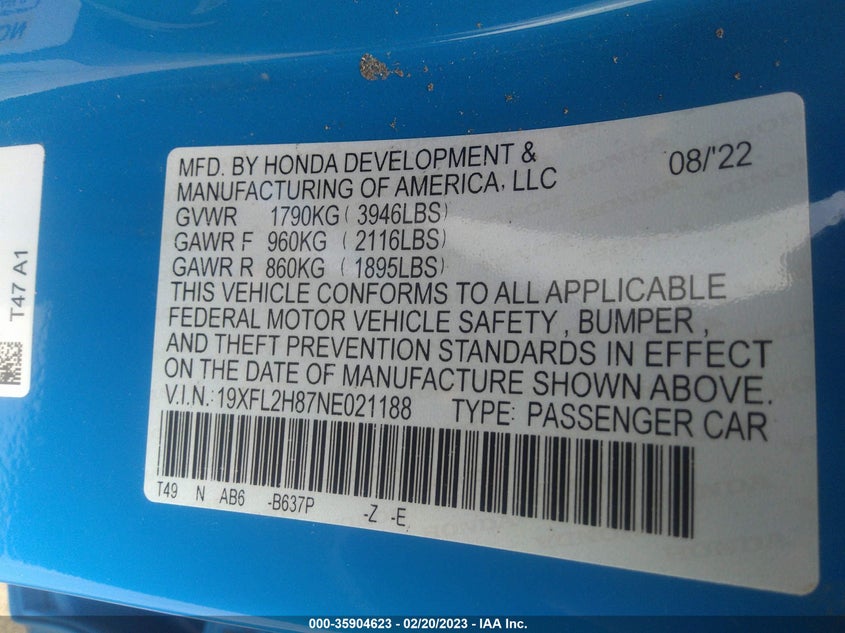 MFD. BY HONDA DEVELOPMENT &
MANUFACTURING OF AMERICA, LLC
08/'22
GVWR 1790KG ( 3946LBS)
GAWR F 960KG ( 2116LBS)
GAWR R 860KG ( 1895LBS)
THIS VEHICLE CONFORMS TO ALL APPLICABLE
FEDERAL MOTOR VEHICLE SAFETY , BUMPER ,
AND THEFT PREVENTION STANDARDS IN EFFECT
ON THE DATE OF MANUFACTURE SHOWN ABOVE.
V.I.N.: 19XFL2H87NE021188 TYPE: PASSENGER CAR
T49 N AB6 -B637P -Z -E
T47 A1
000-35904623 — 02/20/2023 — IAA Inc.